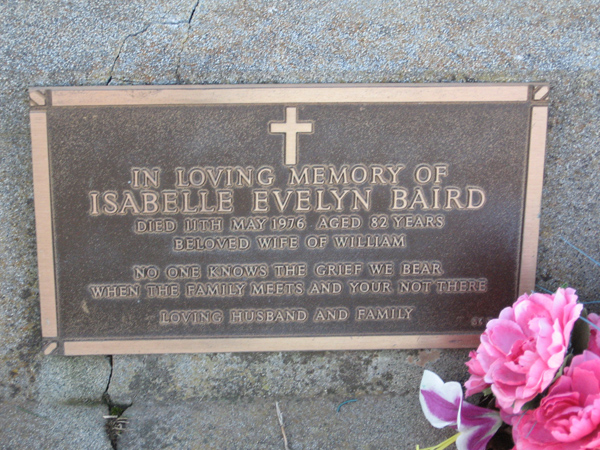 IN LOVING MEMORY OF
ISABELLE EVELYN BAIRD
DIED 11TH MAY 1976 AGED 82 YEARS
BELOVED WIFE OF WILLIAM
NO ONE KNOWS THE GRIEF WE BEAR
WHEN THE FAMILY MEETS AND YOUR NOT THERE
LOVING HUSBAND AND FAMILY